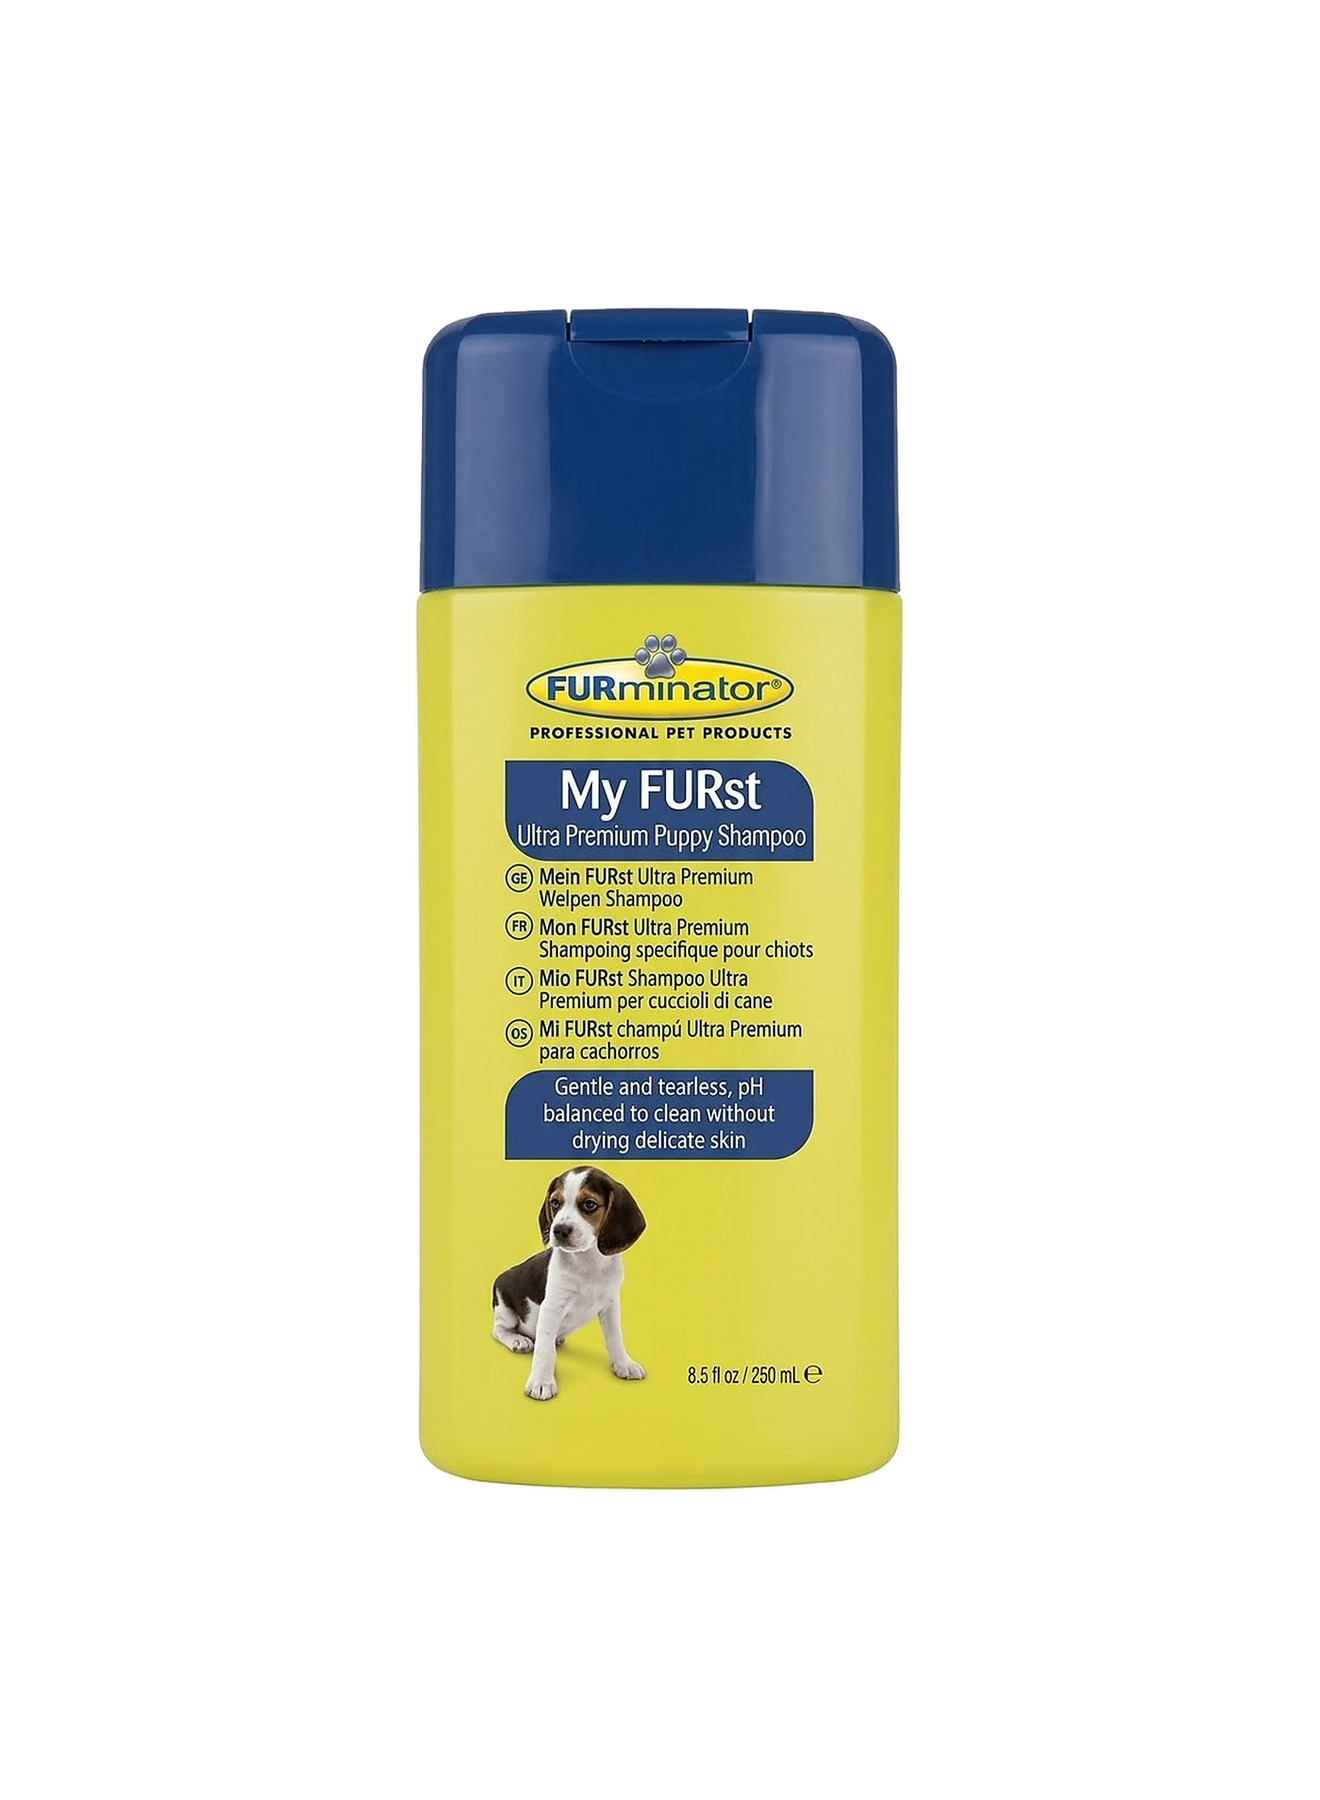 FURminator®
PROFESSIONAL PET PRODUCTS
My FURst
Ultra Premium Puppy Shampoo
GE Mein FURst Ultra Premium
Welpen Shampoo
FR Mon FURst Ultra Premium
Shampoing specifique pour chiots
IT Mio FURst Shampoo Ultra
Premium per cuccioli di cane
OS Mi FURst champú Ultra Premium
para cachorros
Gentle and tearless, pH
balanced to clean without
drying delicate skin
8.5 fl oz / 250 mL ℮